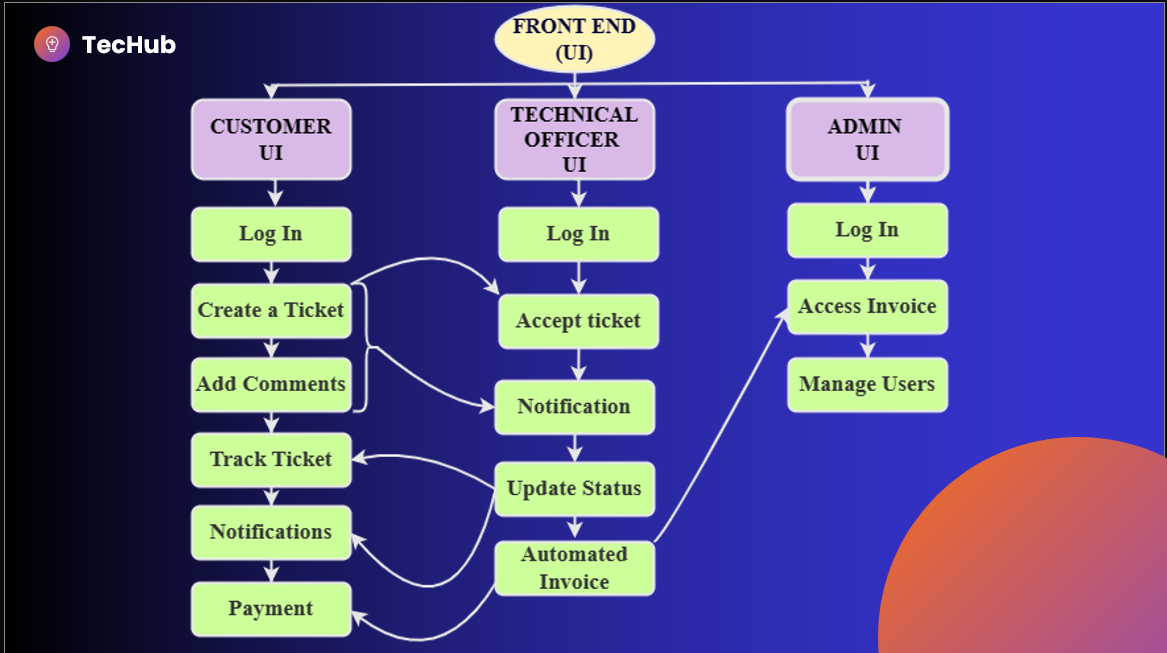 TecHub
FRONT END
(UI)
CUSTOMER
UI
Log In
Create a Ticket
Add Comments
Track Ticket
Notifications
Payment
TECHNICAL
OFFICER
UI
Log In
Accept ticket
Notification
Update Status
Automated
Invoice
ADMIN
UI
Log In
Access Invoice
Manage Users